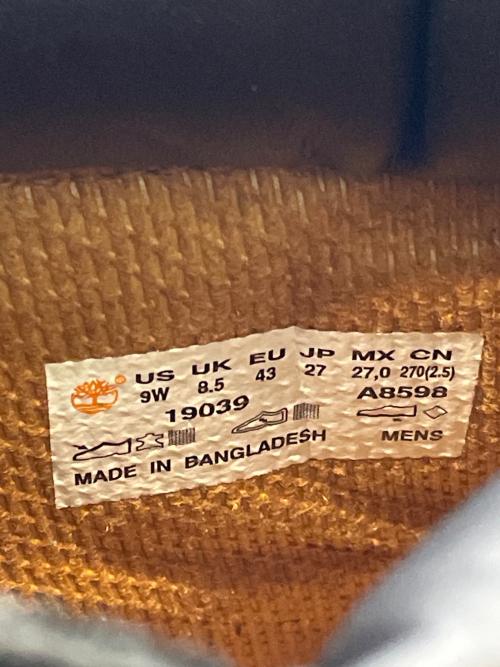 US UK EU JP MX CN
9W 8.5 43 27 27,0 270(2.5)
19039 A8598
MENS
MADE IN BANGLADESH